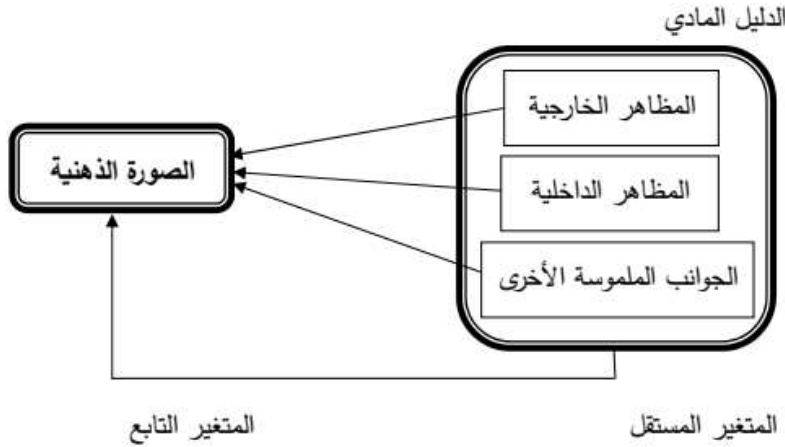 الدليل المادي
المظاهر الخارجية
المظاهر الداخلية
الجوانب الملموسة الأخرى
الصورة الذهنية
المتغير المستقل
المتغير التابع